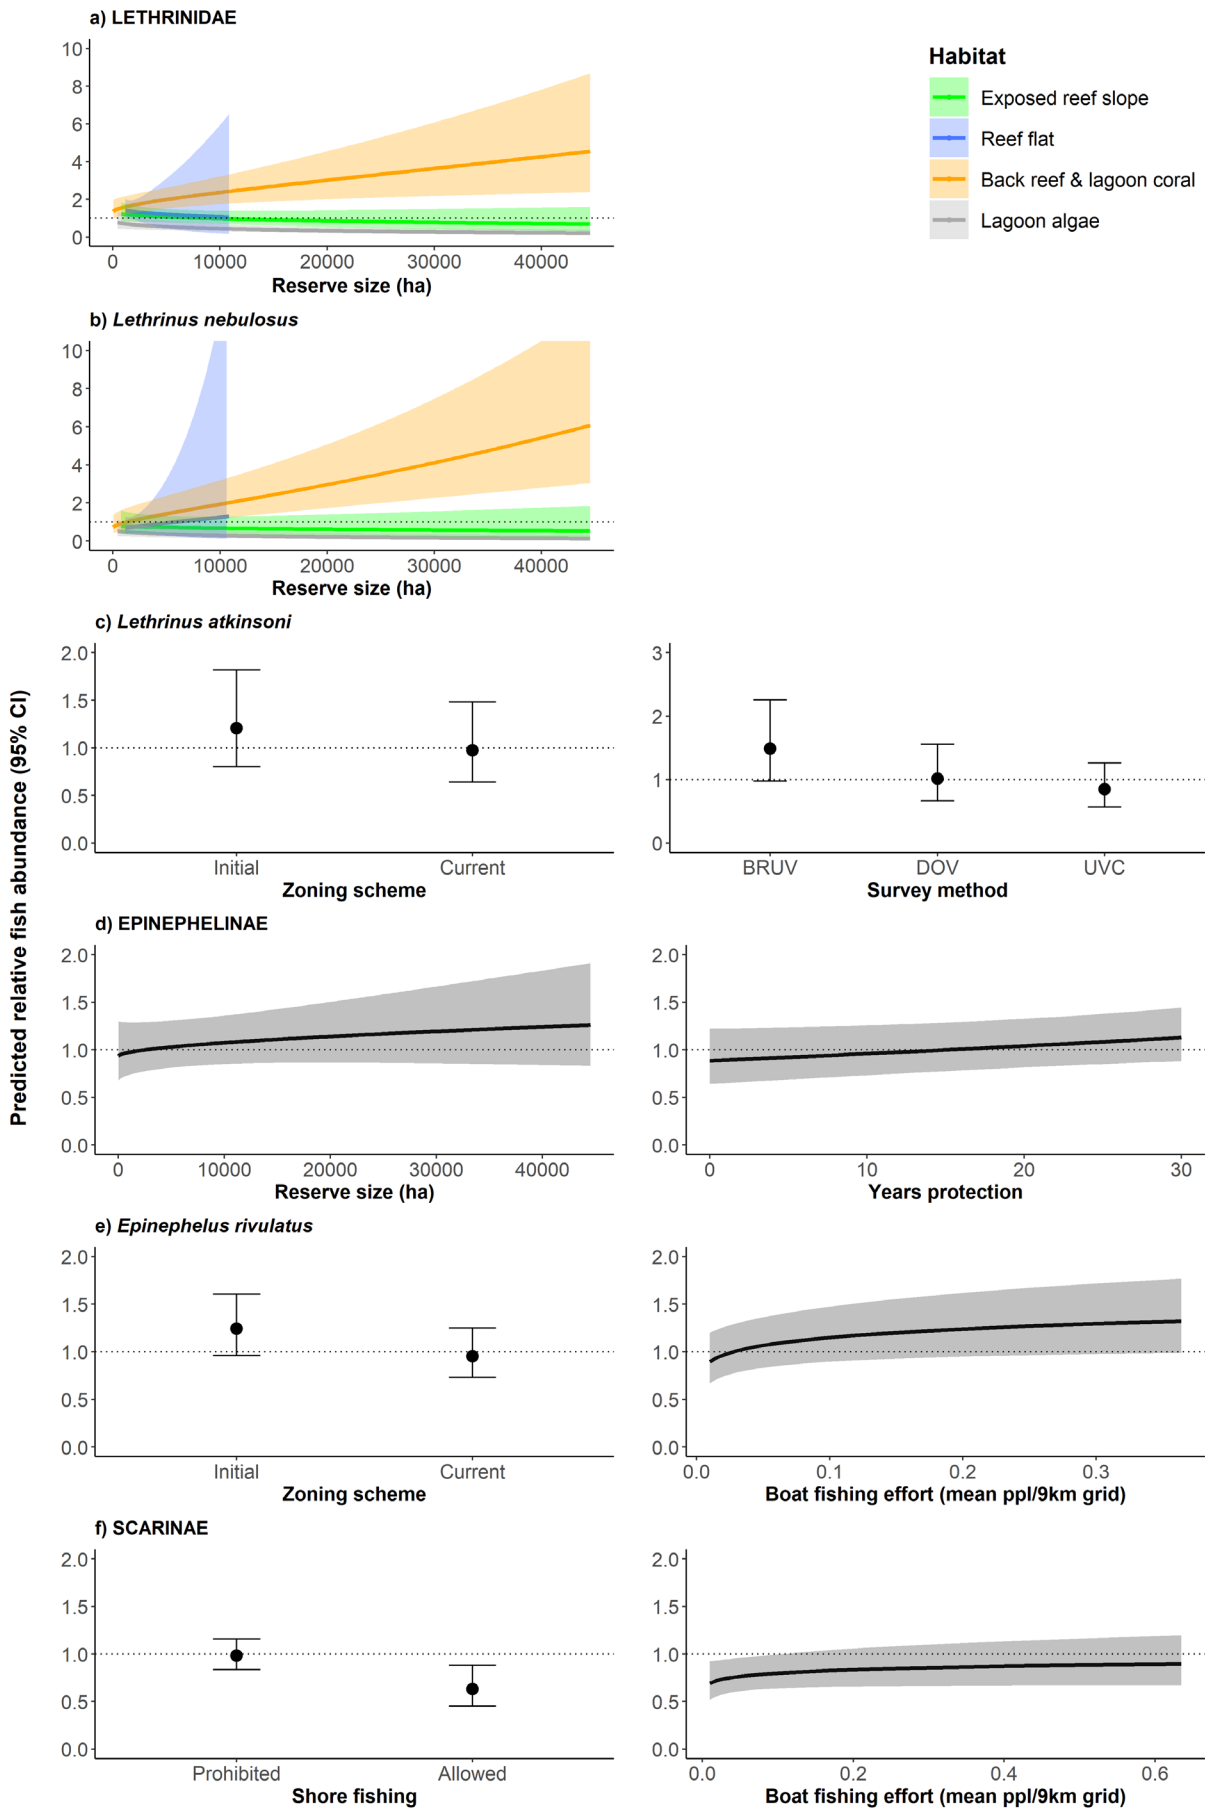 a) LETHRINIDAE
10
8
6
4
2
0
0 10000 20000 30000 40000
Reserve size (ha)
Habitat
Exposed reef slope
Reef flat
Back reef & lagoon coral
Lagoon algae
b) Lethrinus nebulosus
10
8
6
4
2
0
0 10000 20000 30000 40000
Reserve size (ha)
Predicted relative fish abundance (95% CI)
c) Lethrinus atkinsoni
2.0
1.5
1.0
0.5
0.0
Initial Current
Zoning scheme
3
2
1
0
BRUV DOV UVC
Survey method
d) EPINEPHELINAE
2.0
1.5
1.0
0.5
0.0
0 10000 20000 30000 40000
Reserve size (ha)
2.0
1.5
1.0
0.5
0.0
0 10 20 30
Years protection
e) Epinephelus rivulatus
2.0
1.5
1.0
0.5
0.0
Initial Current
Zoning scheme
2.0
1.5
1.0
0.5
0.0
0.0 0.1 0.2 0.3
Boat fishing effort (mean ppl/9km grid)
f) SCARINAE
2.0
1.5
1.0
0.5
0.0
Prohibited Allowed
Shore fishing
2.0
1.5
1.0
0.5
0.0
0.0 0.2 0.4 0.6
Boat fishing effort (mean ppl/9km grid)